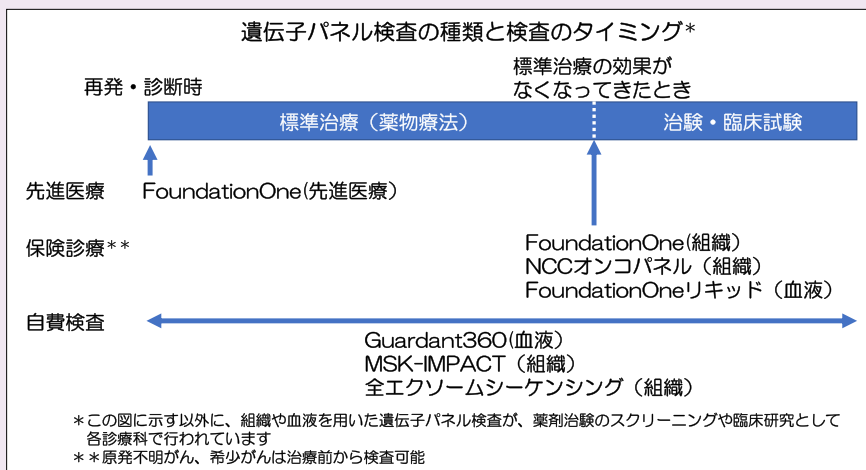 遺伝子パネル検査の種類と検査のタイミング*
再発・診断時
標準治療の効果が
なくなってきたとき
標準治療（薬物療法）
治験・臨床試験
先進医療
FoundationOne(先進医療）
保険診療**
FoundationOne(組織）
NCCオンコパネル（組織）
FoundationOneリキッド（血液）
自費検査
Guardant360(血液）
MSK-IMPACT（組織）
全エクソームシーケンシング（組織）
*この図に示す以外に、組織や血液を用いた遺伝子パネル検査が、薬剤治験のスクリーニングや臨床研究として
各診療科で行われています
**原発不明がん、希少がんは治療前から検査可能